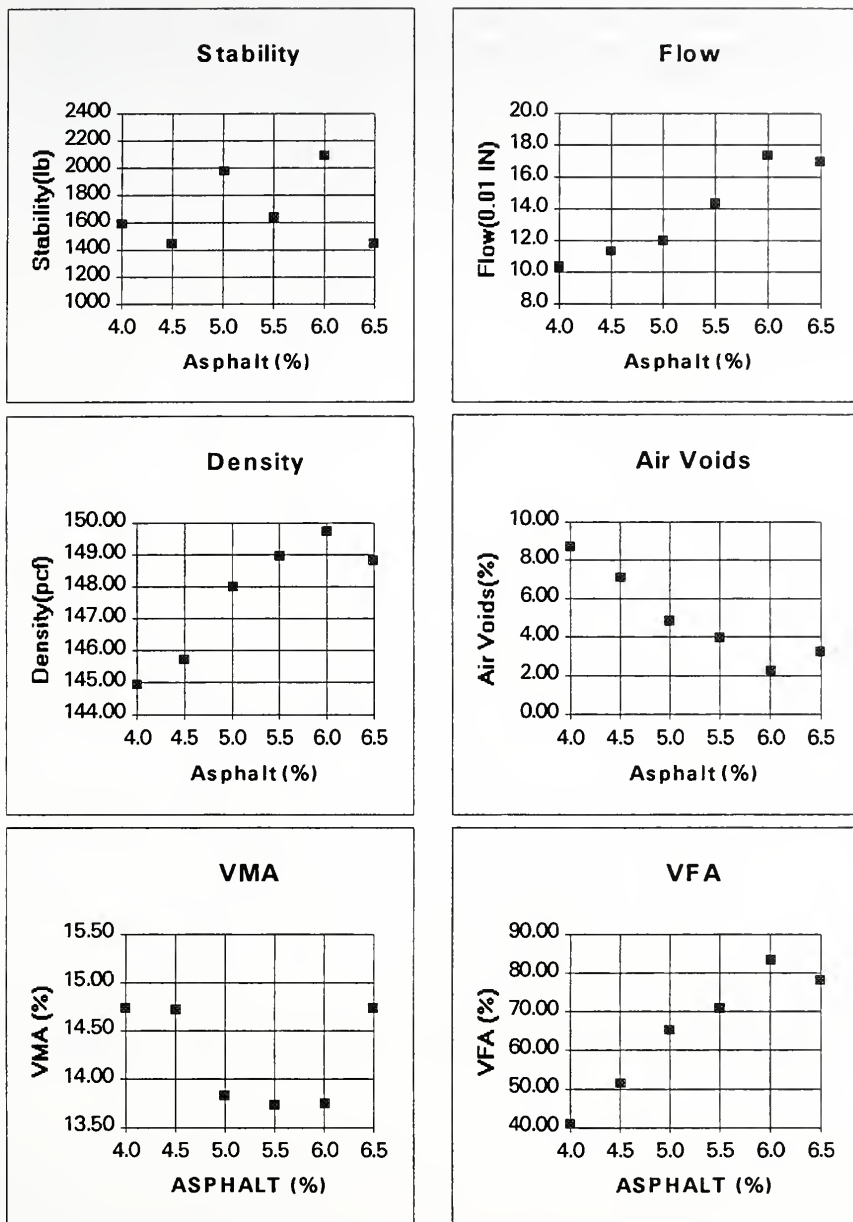 Stability
Stability(lb)
2400
2200
2000
1800
1600
1400
1200
1000
4.0 4.5 5.0 5.5 6.0 6.5
Asphalt (%)
Flow
Flow(0.01 IN)
20.0
18.0
16.0
14.0
12.0
10.0
8.0
4.0 4.5 5.0 5.5 6.0 6.5
Asphalt (%)
Density
Density(pcf)
150.00
149.00
148.00
147.00
146.00
145.00
144.00
4.0 4.5 5.0 5.5 6.0 6.5
Asphalt (%)
Air Voids
Air Voids(%)
10.00
8.00
6.00
4.00
2.00
0.00
4.0 4.5 5.0 5.5 6.0 6.5
Asphalt (%)
VMA
VMA (%)
15.50
15.00
14.50
14.00
13.50
4.0 4.5 5.0 5.5 6.0 6.5
ASPHALT (%)
VFA
VFA (%)
90.00
80.00
70.00
60.00
50.00
40.00
4.0 4.5 5.0 5.5 6.0 6.5
ASPHALT (%)